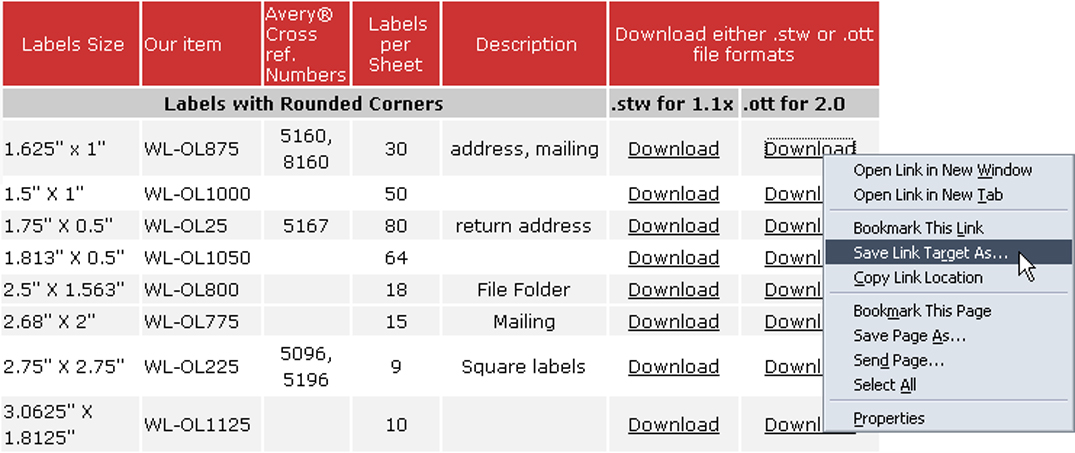 Labels Size Our item Avery® Cross ref. Numbers Labels per Sheet Description Download either .stw or .ott file formats
Labels with Rounded Corners .stw for 1.1x .ott for 2.0
1.625" x 1" WL-OL875 5160, 8160 30 address, mailing Download Download
1.5" X 1" WL-OL1000 50 Download
1.75" X 0.5" WL-OL25 5167 80 return address Download
1.813" X 0.5" WL-OL1050 64 Download
2.5" X 1.563" WL-OL800 18 File Folder Download
2.68" X 2" WL-OL775 15 Mailing Download
2.75" X 2.75" WL-OL225 5096, 5196 9 Square labels Download
3.0625" X 1.8125" WL-OL1125 10 Download
Open Link in New Window
Open Link in New Tab
Bookmark This Link
Save Link Target As...
Copy Link Location
Bookmark This Page
Save Page As...
Send Page...
Select All
Properties